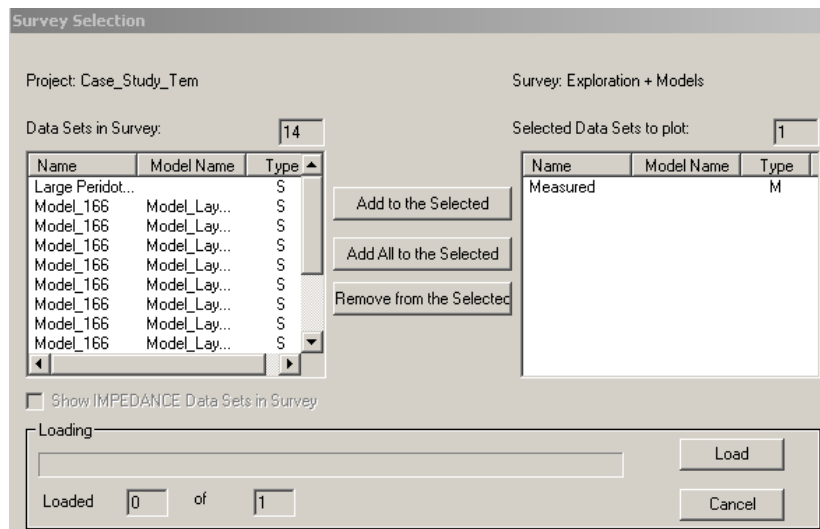 Survey Selection
Project: Case_Study_Tem
Survey: Exploration + Models
Data Sets in Survey:
14
Selected Data Sets to plot:
1
Name Model Name Type
Large Peridot... S
Model_166 Model_Lay... S
Model_166 Model_Lay... S
Model_166 Model_Lay... S
Model_166 Model_Lay... S
Model_166 Model_Lay... S
Model_166 Model_Lay... S
Model_166 Model_Lay... S
Model_166 Model_Lay... S
Add to the Selected
Add All to the Selected
Remove from the Selected
Name Model Name Type
Measured M
Show IMPEDANCE Data Sets in Survey
Loading
Load
Loaded 0 of 1
Cancel